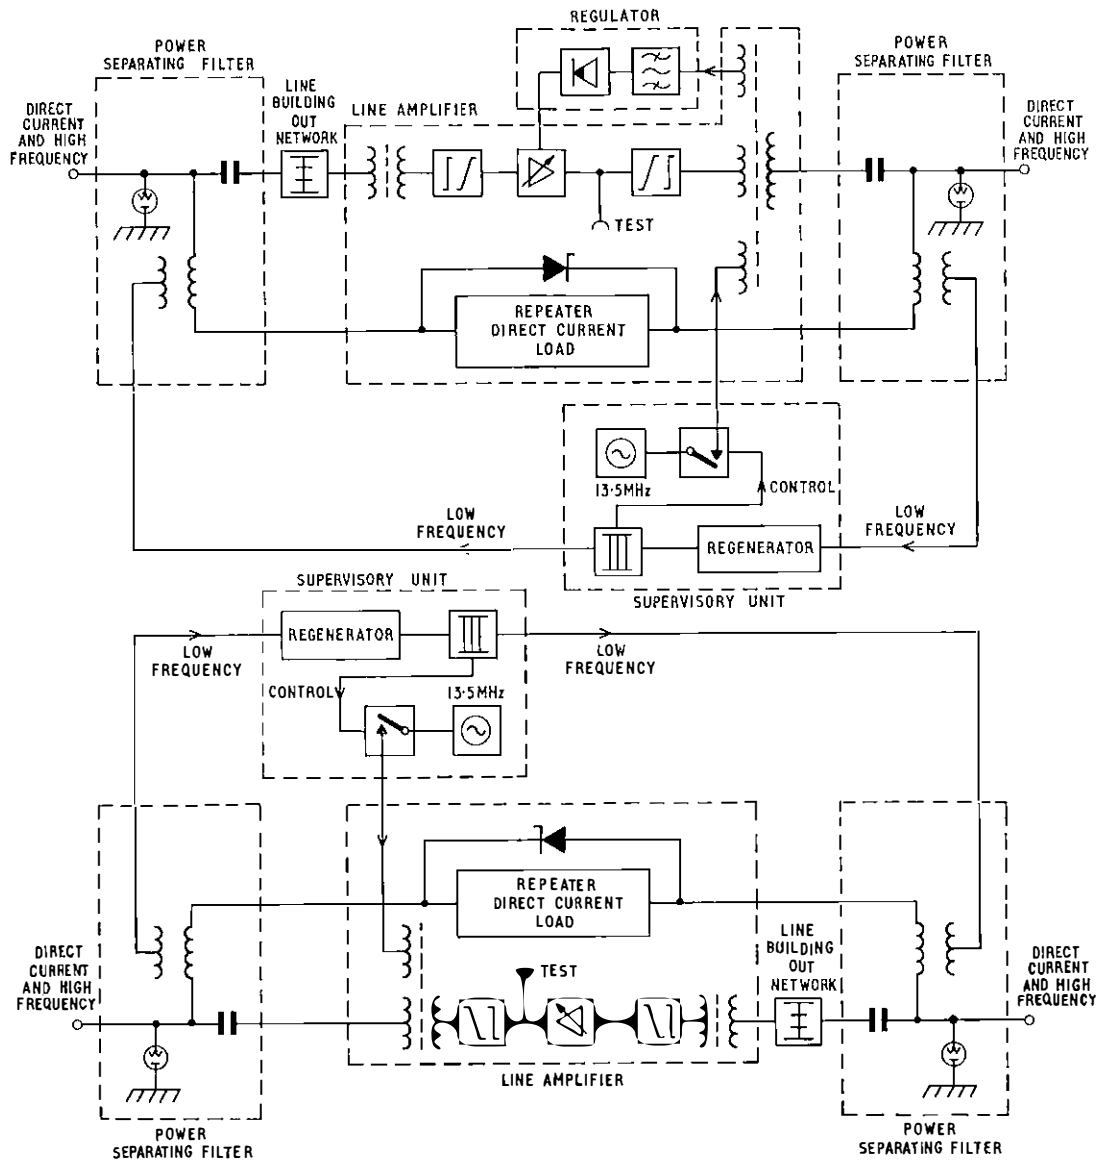 REGULATOR
POWER
SEPARATING FILTER
POWER
SEPARATING FILTER
LINE
BUILDING
OUT
NETWORK
LINE AMPLIFIER
DIRECT
CURRENT
AND HIGH
FREQUENCY
DIRECT
CURRENT
AND HIGH
FREQUENCY
TEST
REPEATER
DIRECT CURRENT
LOAD
13·5MHz
CONTROL
LOW
FREQUENCY
LOW
FREQUENCY
REGENERATOR
SUPERVISORY UNIT
SUPERVISORY UNIT
REGENERATOR
LOW
FREQUENCY
LOW
FREQUENCY
CONTROL
13·5MHz
REPEATER
DIRECT CURRENT
LOAD
LINE
BUILDING
OUT
NETWORK
DIRECT
CURRENT
AND HIGH
FREQUENCY
TEST
DIRECT
CURRENT
AND HIGH
FREQUENCY
LINE AMPLIFIER
POWER
SEPARATING FILTER
POWER
SEPARATING FILTER